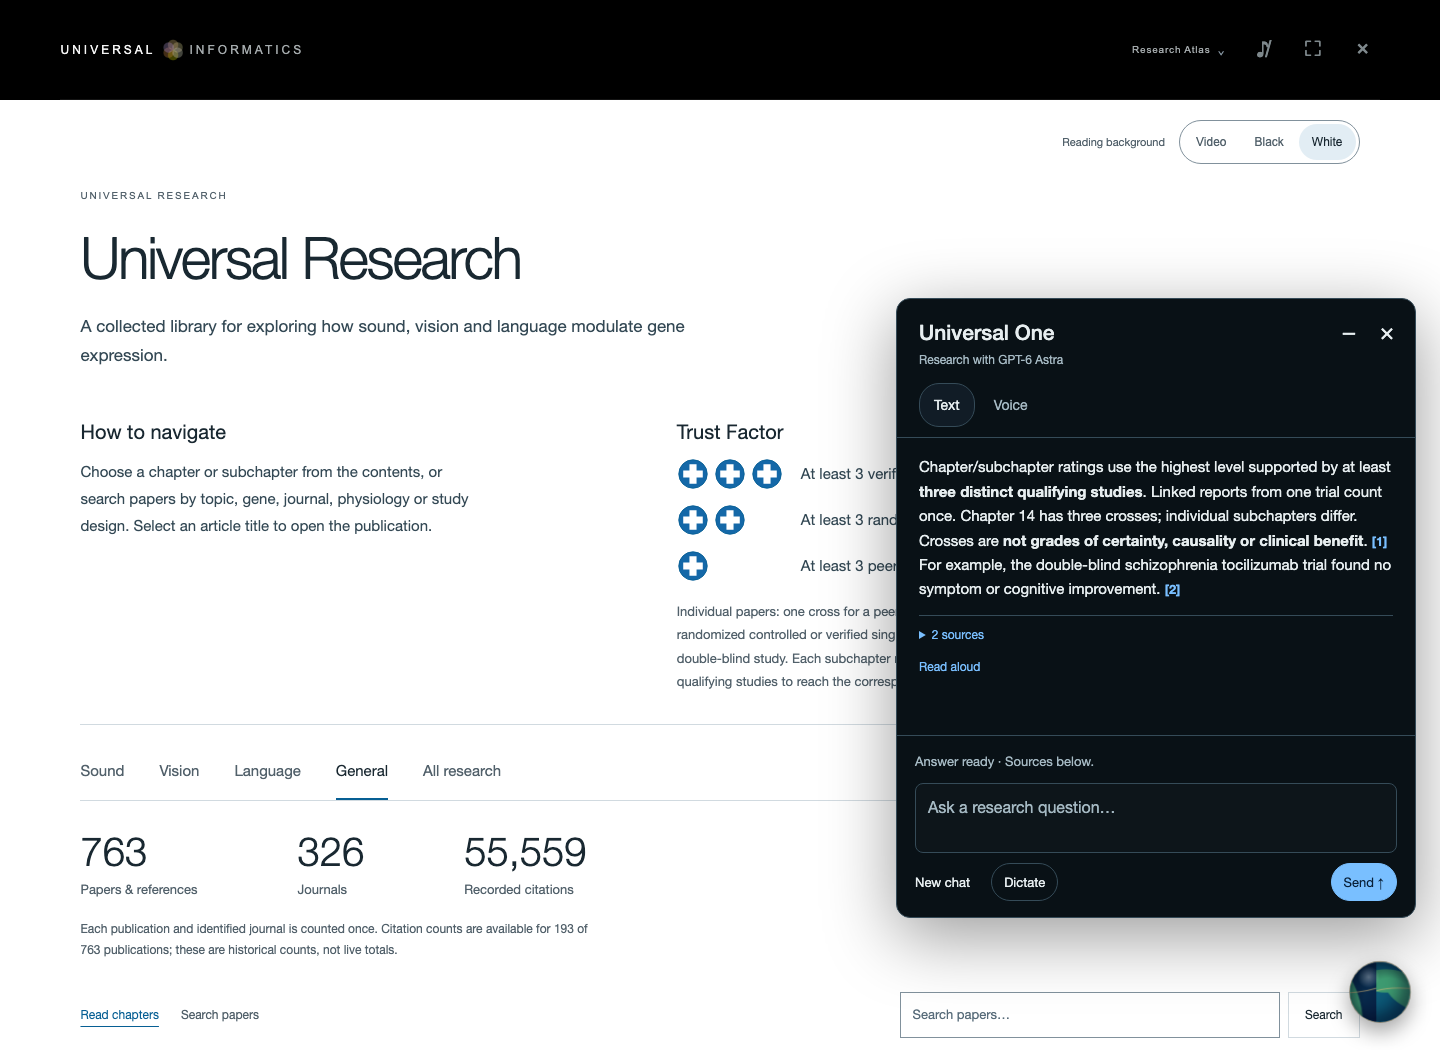 UNIVERSAL INFORMATICS
Research Atlas
Reading background
Video
Black
White
UNIVERSAL RESEARCH
Universal Research
A collected library for exploring how sound, vision and language modulate gene
expression.
How to navigate
Choose a chapter or subchapter from the contents, or
search papers by topic, gene, journal, physiology or study
design. Select an article title to open the publication.
Trust Factor
At least 3
At least 3
At least 3
Individual papers: one cross for a
randomized controlled or verified
double-blind study. Each subchapter
qualifying studies to reach the
Universal One
Research with GPT-6 Astra
Text
Voice
Chapter/subchapter ratings use the highest level supported by at least
three distinct qualifying studies. Linked reports from one trial count
once. Chapter 14 has three crosses; individual subchapters differ.
Crosses are not grades of certainty, causality or clinical benefit. [1]
For example, the double-blind schizophrenia tocilizumab trial found no
symptom or cognitive improvement. [2]
2 sources
Read aloud
Answer ready · Sources below.
Ask a research question...
New chat
Dictate
Send ↑
Sound
Vision
Language
General
All research
763
Papers & references
326
Journals
55,559
Recorded citations
Each publication and identified journal is counted once. Citation counts are available for 193 of
763 publications; these are historical counts, not live totals.
Read chapters
Search papers
Search papers...
Search